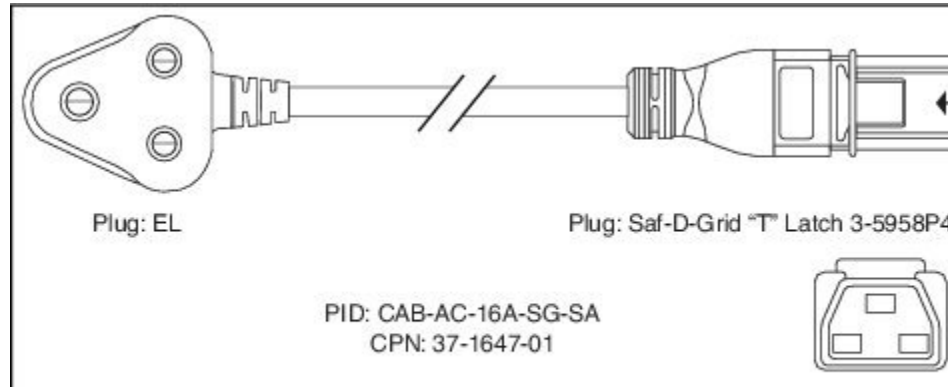 Plug: EL
Plug: Saf-D-Grid “T” Latch 3-5958P4
PID: CAB-AC-16A-SG-SA
CPN: 37-1647-01